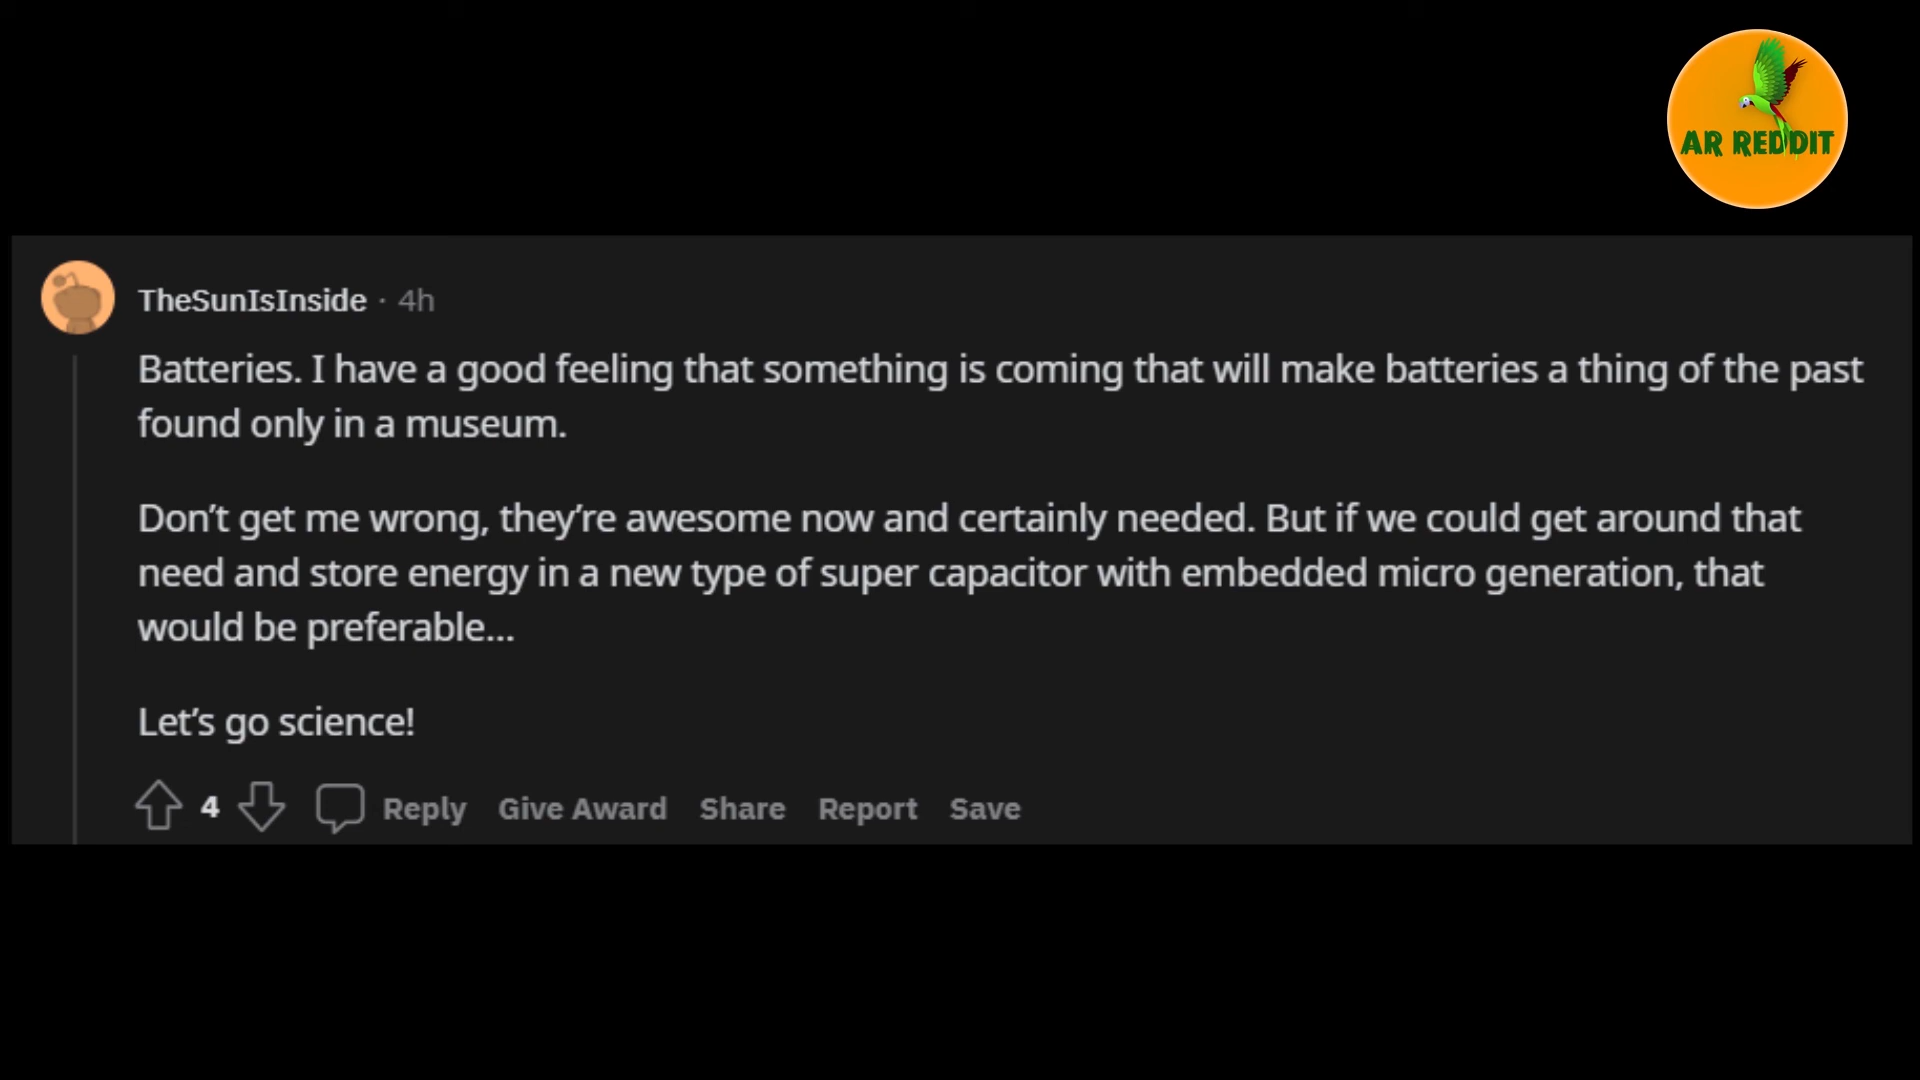 AR REDDIT
TheSunIsInside · 4h
Batteries. I have a good feeling that something is coming that will make batteries a thing of the past
found only in a museum.
Don’t get me wrong, they’re awesome now and certainly needed. But if we could get around that
need and store energy in a new type of super capacitor with embedded micro generation, that
would be preferable...
Let’s go science!
4 Reply Give Award Share Report Save